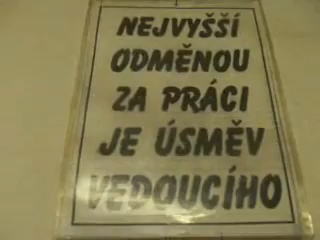 NEJVYŠŠÍ
ODMĚNOU
ZA PRÁCI
JE ÚSMĚV
VEDOUCÍHO